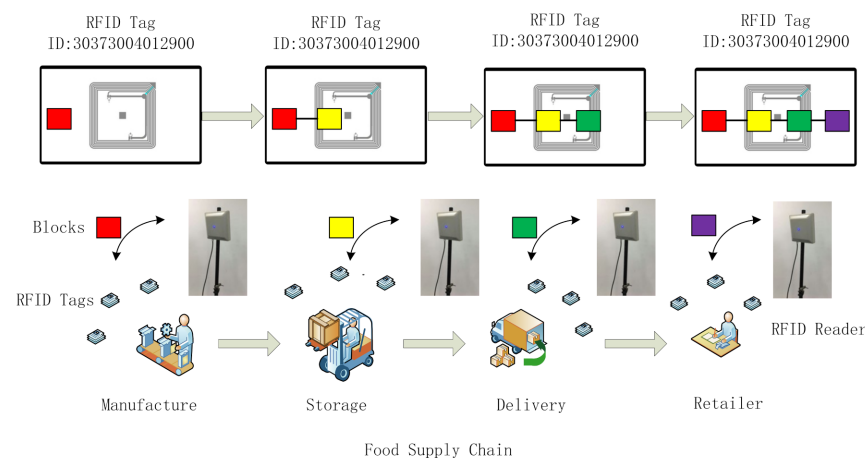 RFID Tag
ID:30373004012900
RFID Tag
ID:30373004012900
RFID Tag
ID:30373004012900
RFID Tag
ID:30373004012900
Blocks
RFID Tags
RFID Reader
Manufacture
Storage
Delivery
Retailer
Food Supply Chain